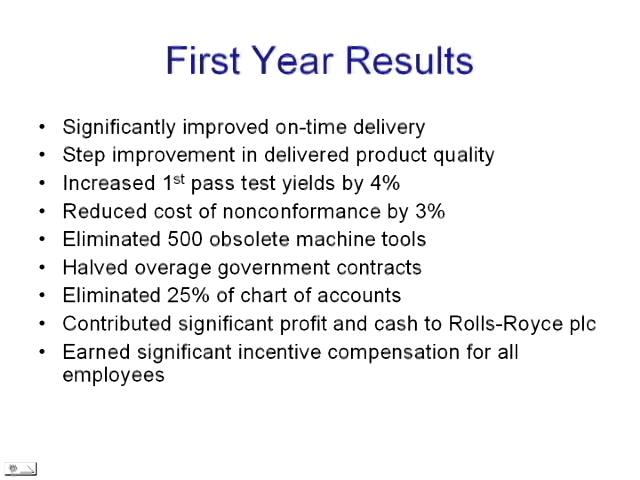 First Year Results
• Significantly improved on-time delivery
• Step improvement in delivered product quality
• Increased 1st pass test yields by 4%
• Reduced cost of nonconformance by 3%
• Eliminated 500 obsolete machine tools
• Halved overage government contracts
• Eliminated 25% of chart of accounts
• Contributed significant profit and cash to Rolls-Royce plc
• Earned significant incentive compensation for all
employees